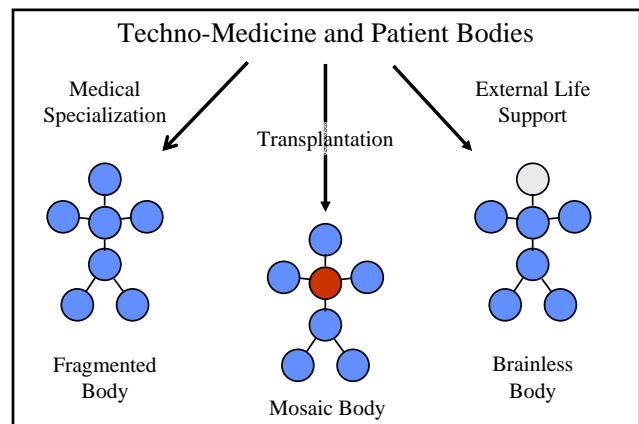 Techno-Medicine and Patient Bodies
Medical
Specialization
Transplantation
External Life
Support
Fragmented
Body
Mosaic Body
Brainless
Body